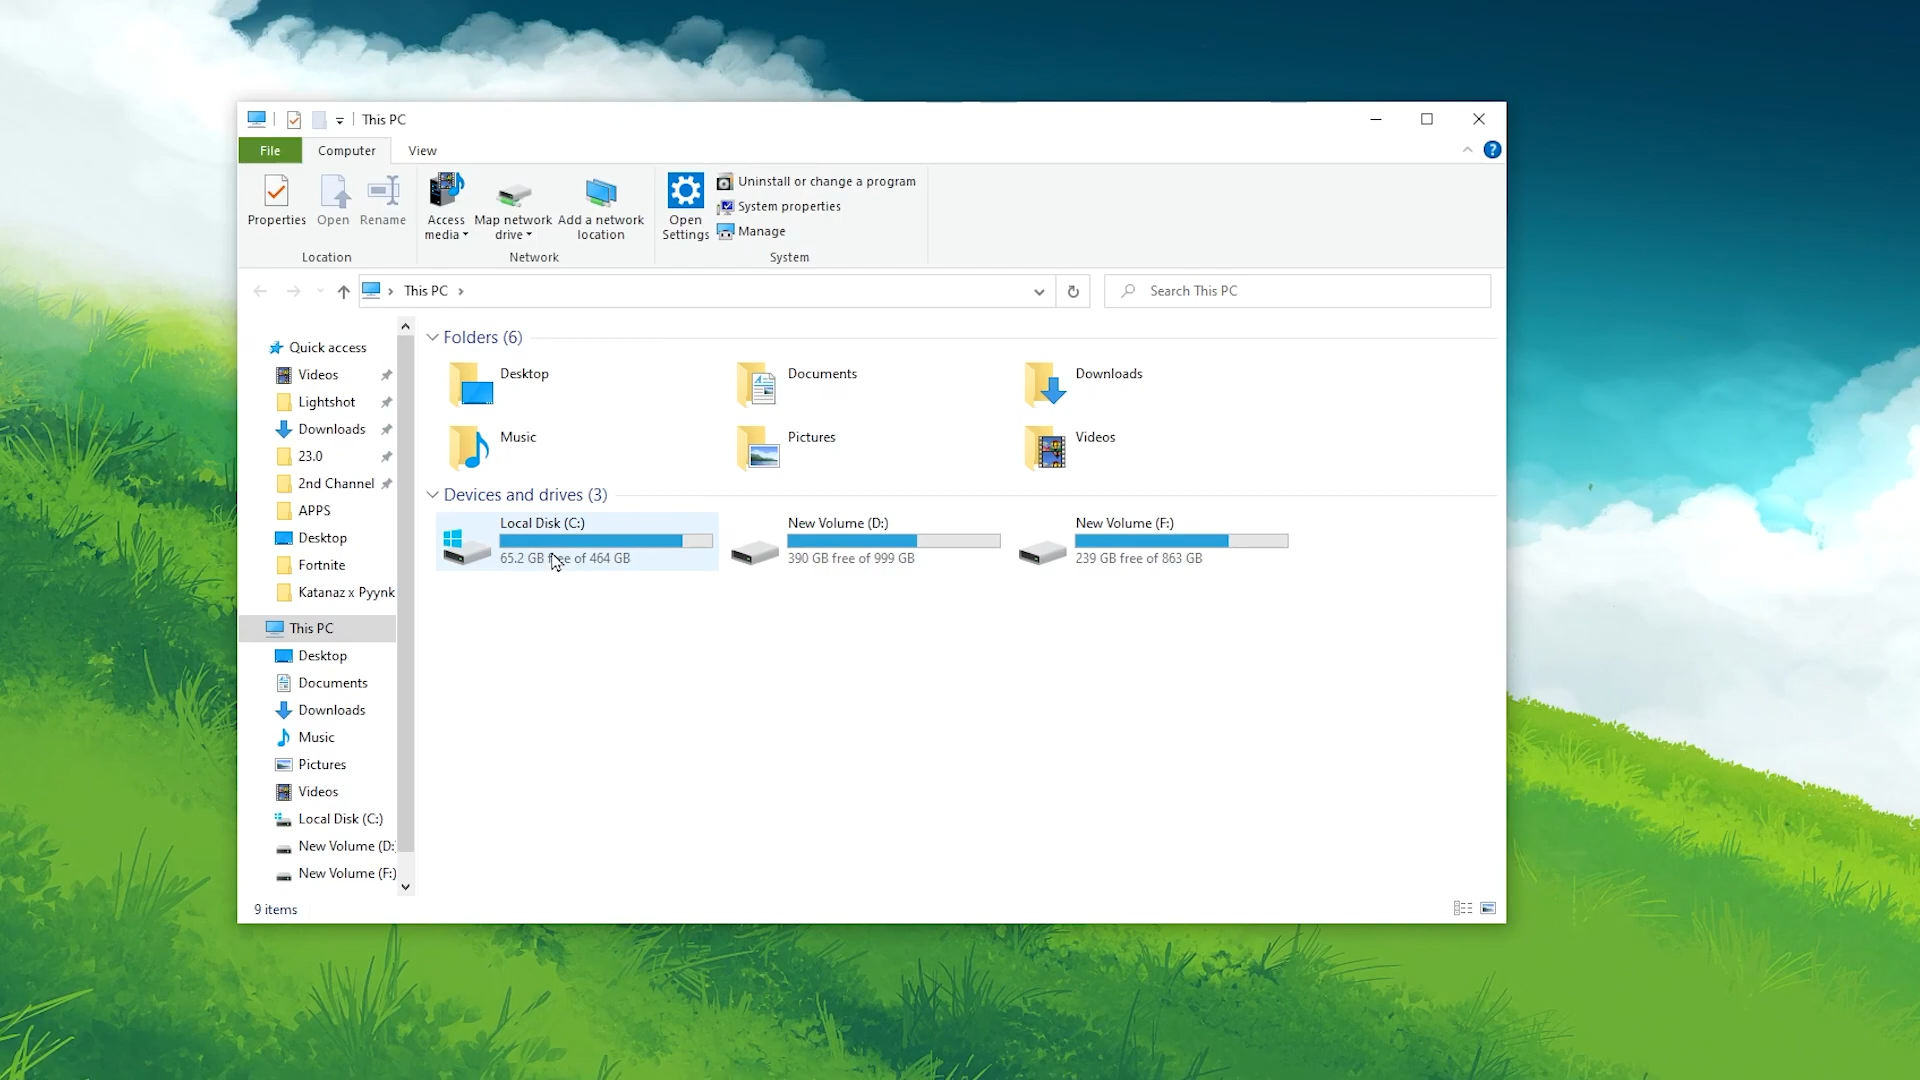 This PC
File Computer View
Properties Open Rename
Access media Map network drive Add a network location
Open Settings
Uninstall or change a program
System properties
Manage
Location Network System
This PC
Search This PC
Quick access
Videos
Lightshot
Downloads
23.0
2nd Channel
APPS
Desktop
Fortnite
Katanaz x Pyynk
This PC
Desktop
Documents
Downloads
Music
Pictures
Videos
Local Disk (C:)
New Volume (D:
New Volume (F:)
Folders (6)
Desktop Documents Downloads
Music Pictures Videos
Devices and drives (3)
Local Disk (C:) New Volume (D:) New Volume (F:)
65.2 GB free of 464 GB 390 GB free of 999 GB 239 GB free of 863 GB
9 items